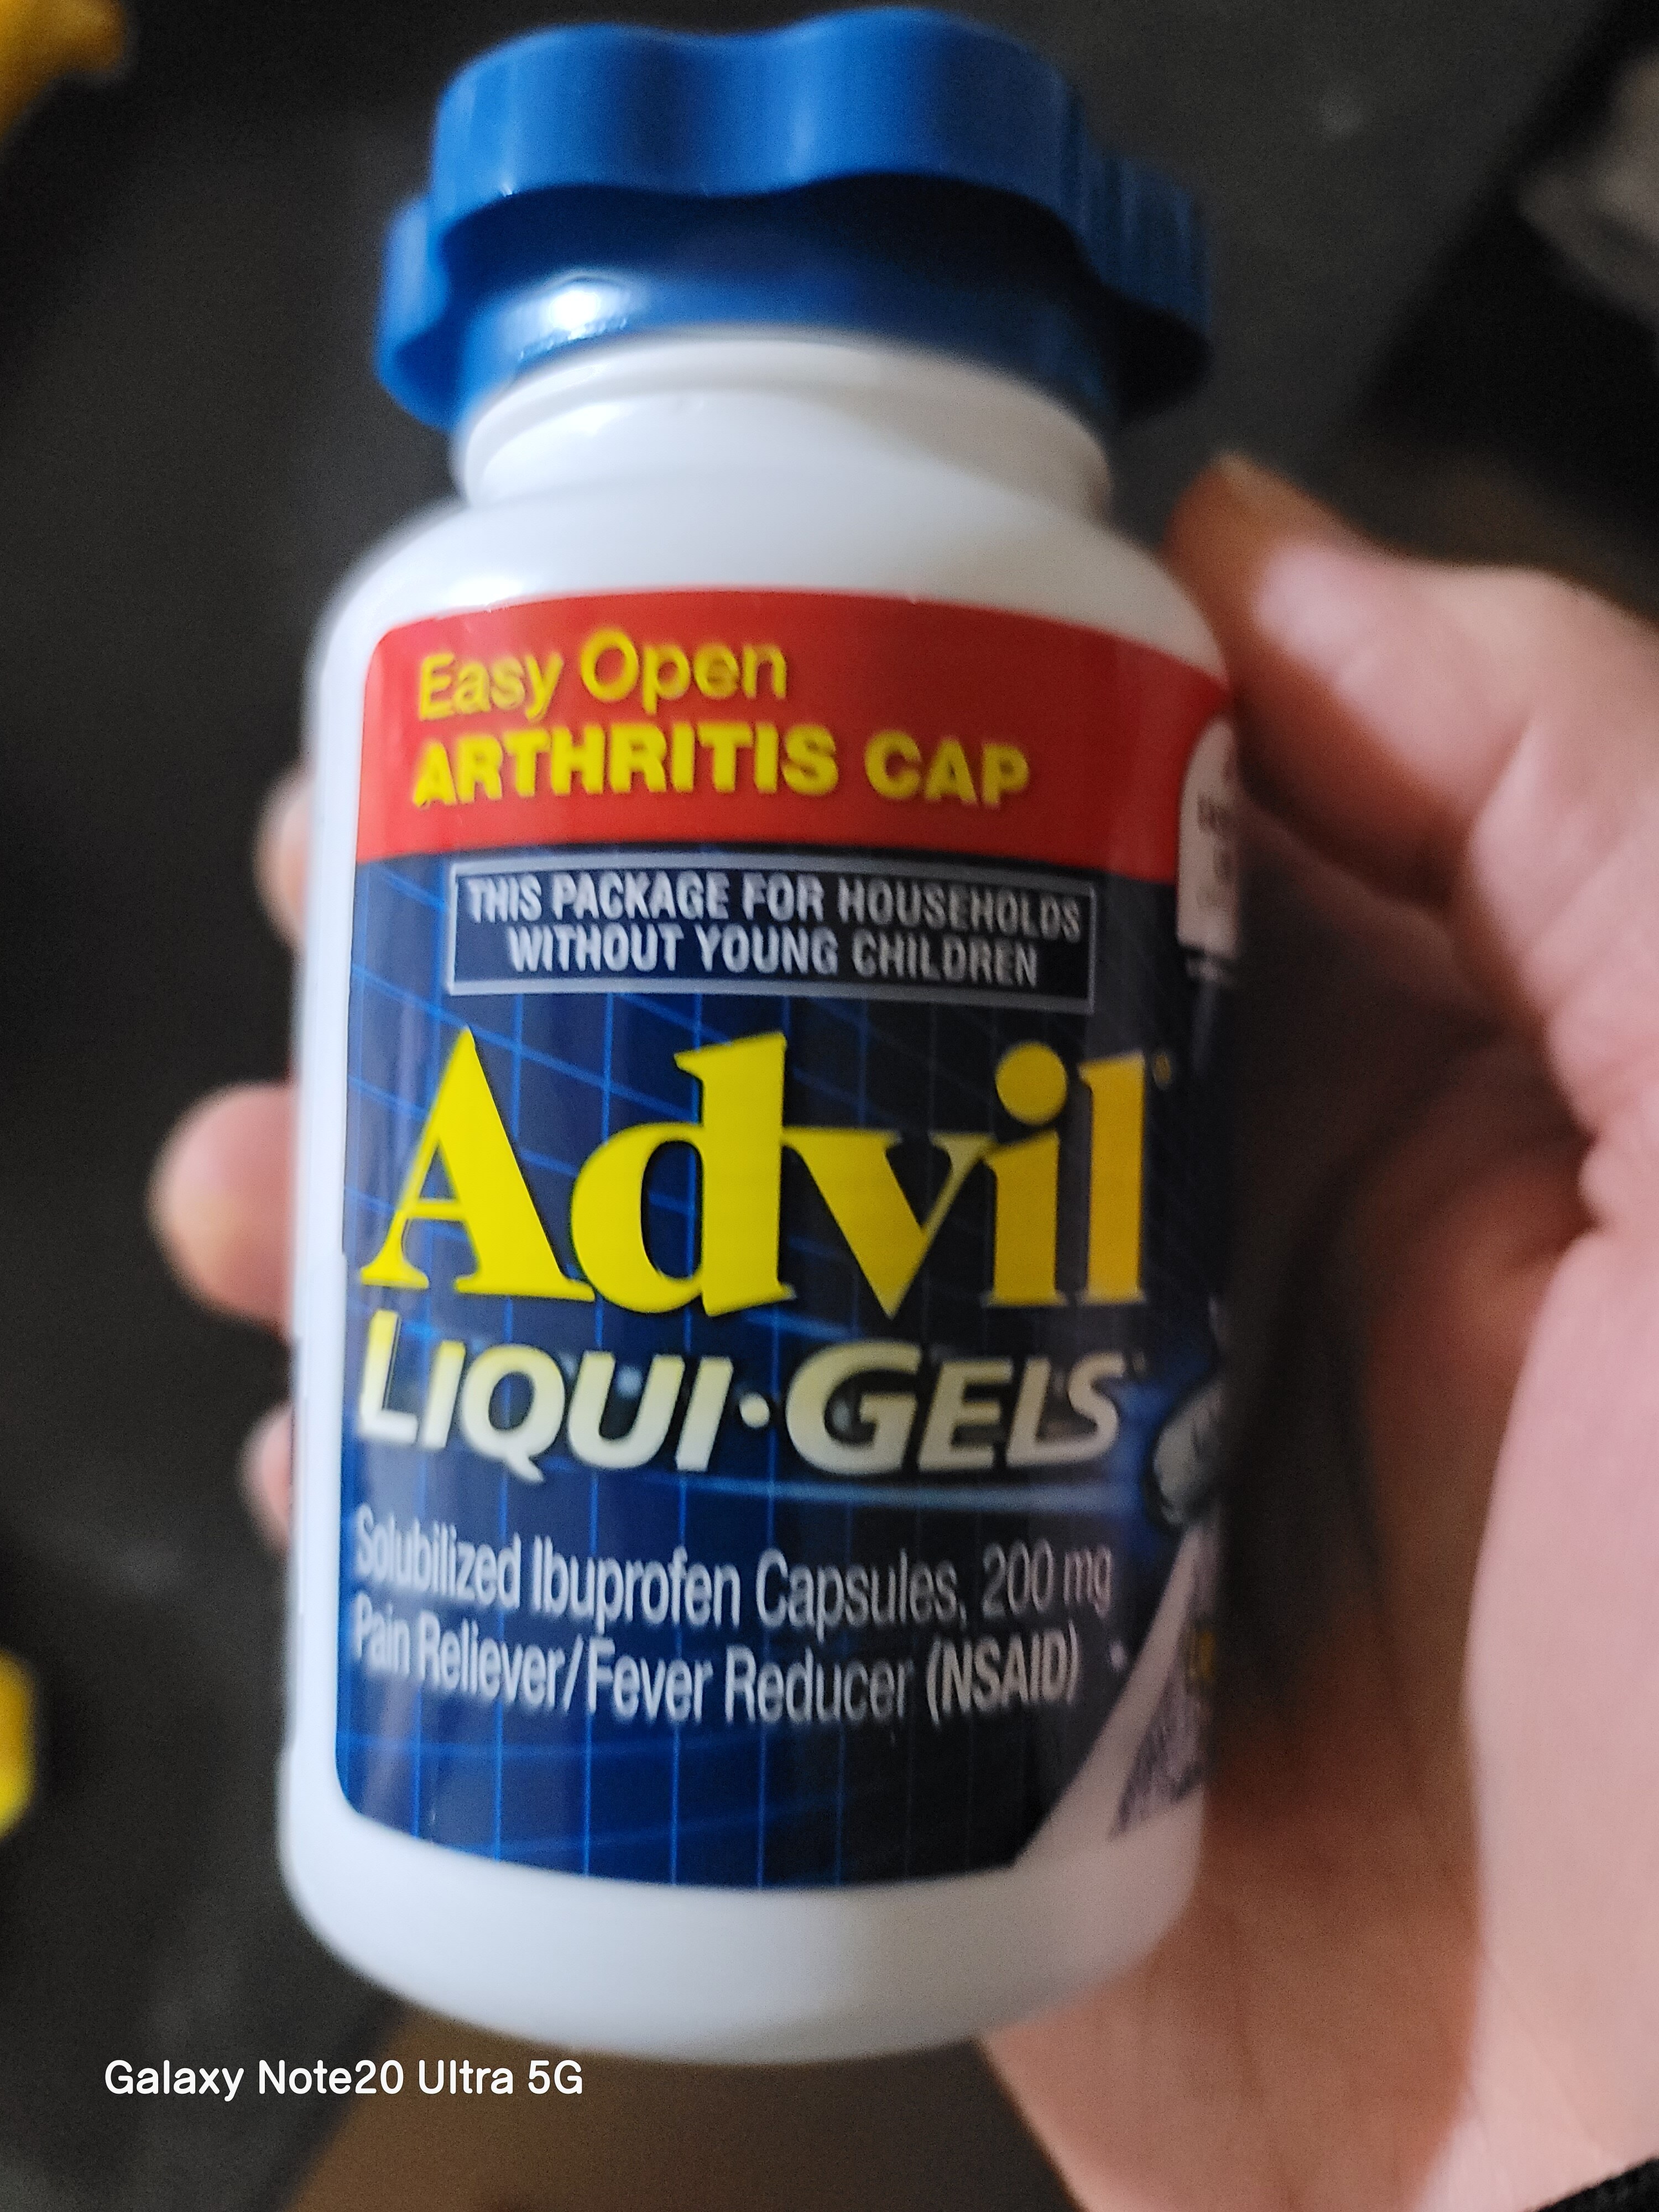 Easy Open
ARTHRITIS CAP
THIS PACKAGE FOR HOUSEHOLDS
WITHOUT YOUNG CHILDREN
Advil
LIQUI·GELS
Solubilized Ibuprofen Capsules, 200 mg
Pain Reliever/Fever Reducer (NSAID)
Galaxy Note20 Ultra 5G